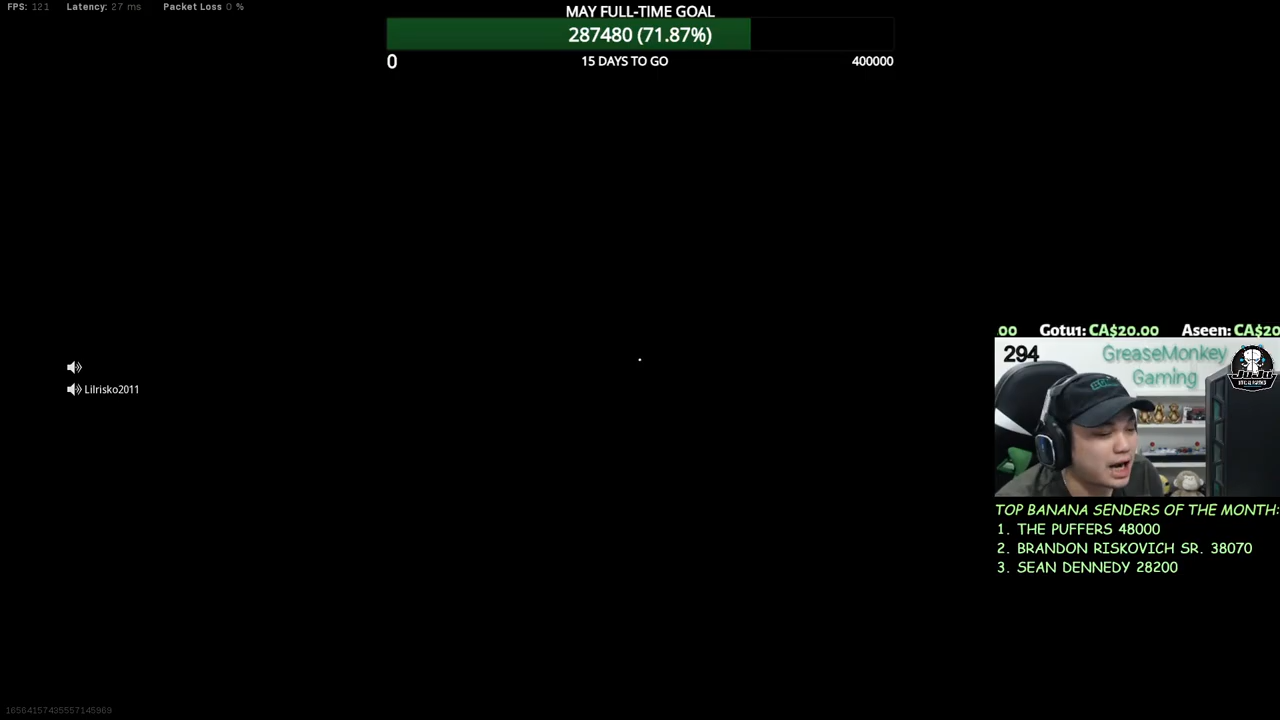 FPS: 121 Latency: 27 ms Packet Loss 0 %
MAY FULL-TIME GOAL
287480 (71.87%)
0 15 DAYS TO GO 400000
.00 Gotu1: CA$20.00 Aseen: CA$20
294
GreaseMonkey
Gaming
Lilrisko2011
TOP BANANA SENDERS OF THE MONTH:
1. THE PUFFERS 48000
2. BRANDON RISKOVICH SR. 38070
3. SEAN DENNEDY 28200